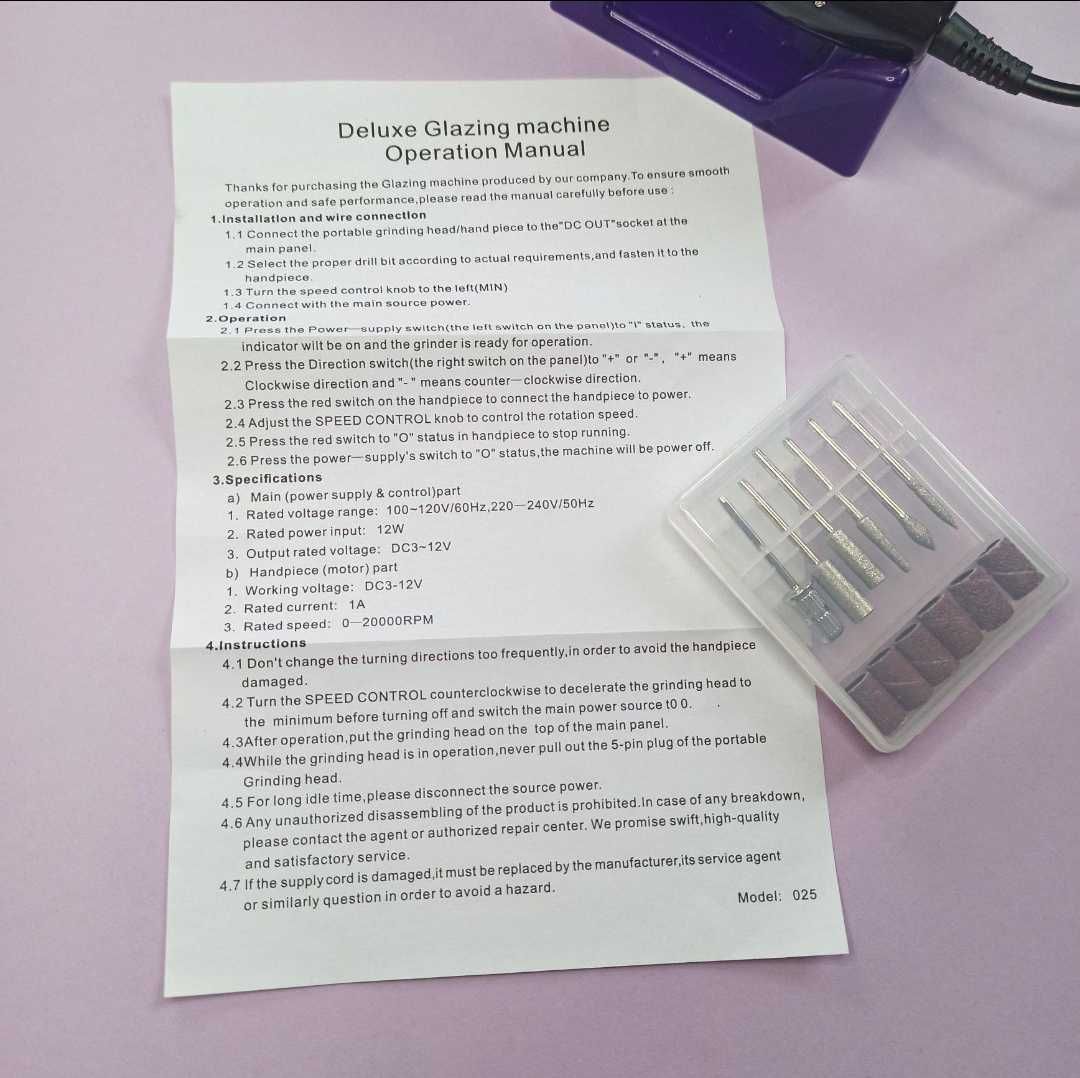 Deluxe Glazing machine
Operation Manual
Thanks for purchasing the Glazing machine produced by our company.To ensure smooth
operation and safe performance,please read the manual carefully before use :
1.Installation and wire connection
1.1 Connect the portable grinding head/hand piece to the"DC OUT"socket at the
main panel.
1.2 Select the proper drill bit according to actual requirements,and fasten it to the
handpiece.
1.3 Turn the speed control knob to the left(MIN)
1.4 Connect with the main source power.
2.Operation
2.1 Press the Power—supply switch(the left switch on the panel)to "I" status, the
indicator wilt be on and the grinder is ready for operation.
2.2 Press the Direction switch(the right switch on the panel)to "+" or "-", "+" means
Clockwise direction and "- " means counter—clockwise direction.
2.3 Press the red switch on the handpiece to connect the handpiece to power.
2.4 Adjust the SPEED CONTROL knob to control the rotation speed.
2.5 Press the red switch to "O" status in handpiece to stop running.
2.6 Press the power—supply's switch to "O" status,the machine will be power off.
3.Specifications
a) Main (power supply & control)part
1. Rated voltage range: 100~120V/60Hz,220—240V/50Hz
2. Rated power input: 12W
3. Output rated voltage: DC3~12V
b) Handpiece (motor) part
1. Working voltage: DC3-12V
2. Rated current: 1A
3. Rated speed: 0—20000RPM
4.Instructions
4.1 Don't change the turning directions too frequently,in order to avoid the handpiece
damaged.
4.2 Turn the SPEED CONTROL counterclockwise to decelerate the grinding head to
the minimum before turning off and switch the main power source t0 0.
4.3After operation,put the grinding head on the top of the main panel.
4.4While the grinding head is in operation,never pull out the 5-pin plug of the portable
Grinding head.
4.5 For long idle time,please disconnect the source power.
4.6 Any unauthorized disassembling of the product is prohibited.In case of any breakdown,
please contact the agent or authorized repair center. We promise swift,high-quality
and satisfactory service.
4.7 If the supply cord is damaged,it must be replaced by the manufacturer,its service agent
or similarly question in order to avoid a hazard.
Model: 025